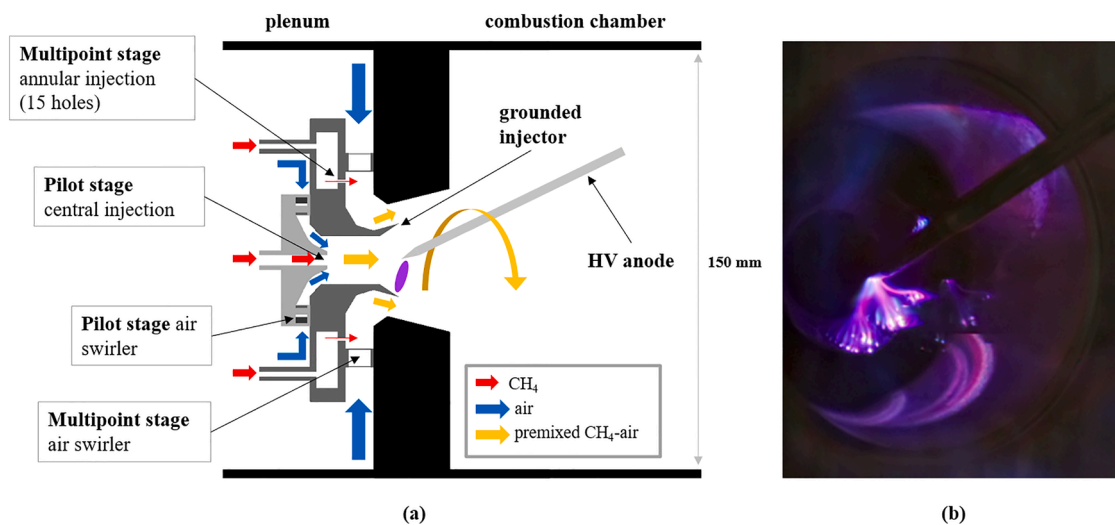 plenum
combustion chamber
Multipoint stage
annular injection
(15 holes)
grounded
injector
Pilot stage
central injection
HV anode
150 mm
Pilot stage air
swirler
Multipoint stage
air swirler
CH₄
air
premixed CH₄-air
(a)
(b)